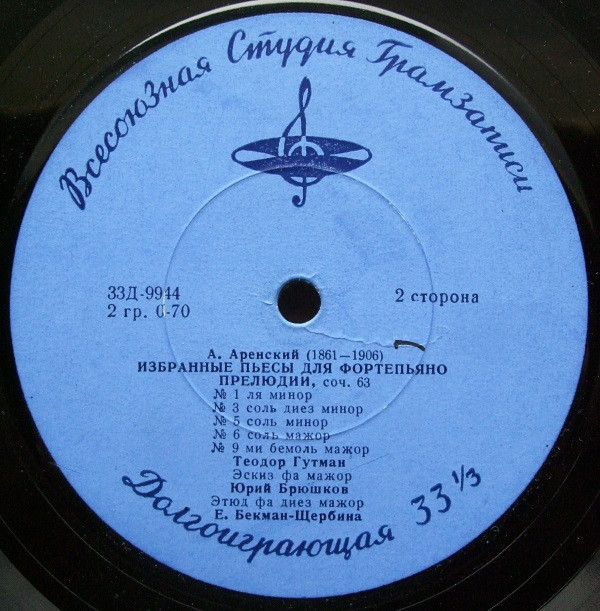 Всесоюзная Студия Грамзаписи
33Д-9944
2 гр. 0-70
2 сторона
А. Аренский (1861—1906)
ИЗБРАННЫЕ ПЬЕСЫ ДЛЯ ФОРТЕПЬЯНО
ПРЕЛЮДИИ, соч. 63
№ 1 ля минор
№ 3 соль диез минор
№ 5 соль минор
№ 6 соль мажор
№ 9 ми бемоль мажор
Теодор Гутман
Эскиз фа мажор
Юрий Брюшков
Этюд фа диез мажор
Е. Бекман-Щербина
Долгоиграющая 33 1/3